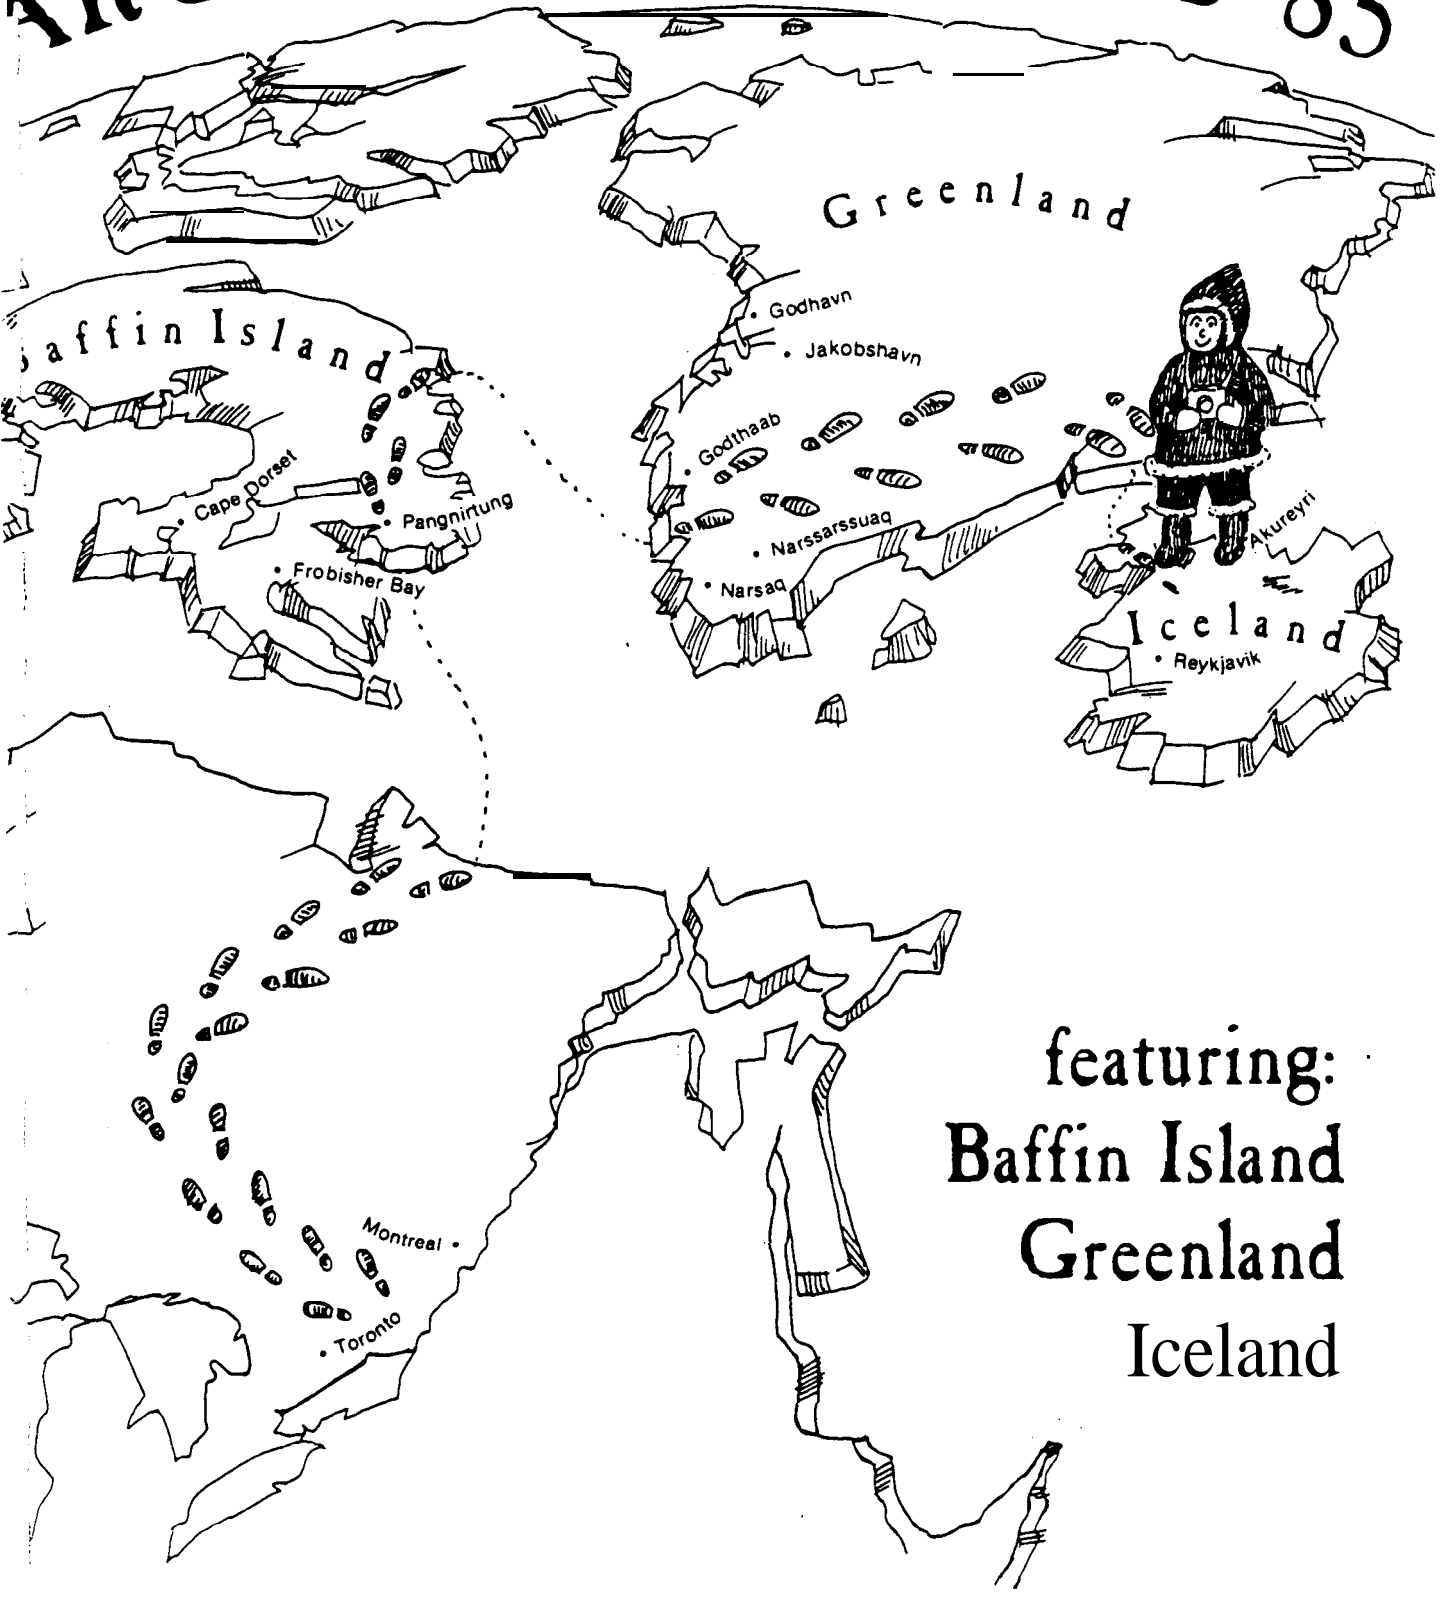 85
Greenland
Baffin Island
Godhavn
Jakobshavn
Godthaab
Cape Dorset
Pangnirtung
Narssarssuaq
Akureyri
Frobisher Bay
Narsaq
Iceland
Reykjavik
featuring:
Baffin Island
Greenland
Iceland
Montreal
Toronto